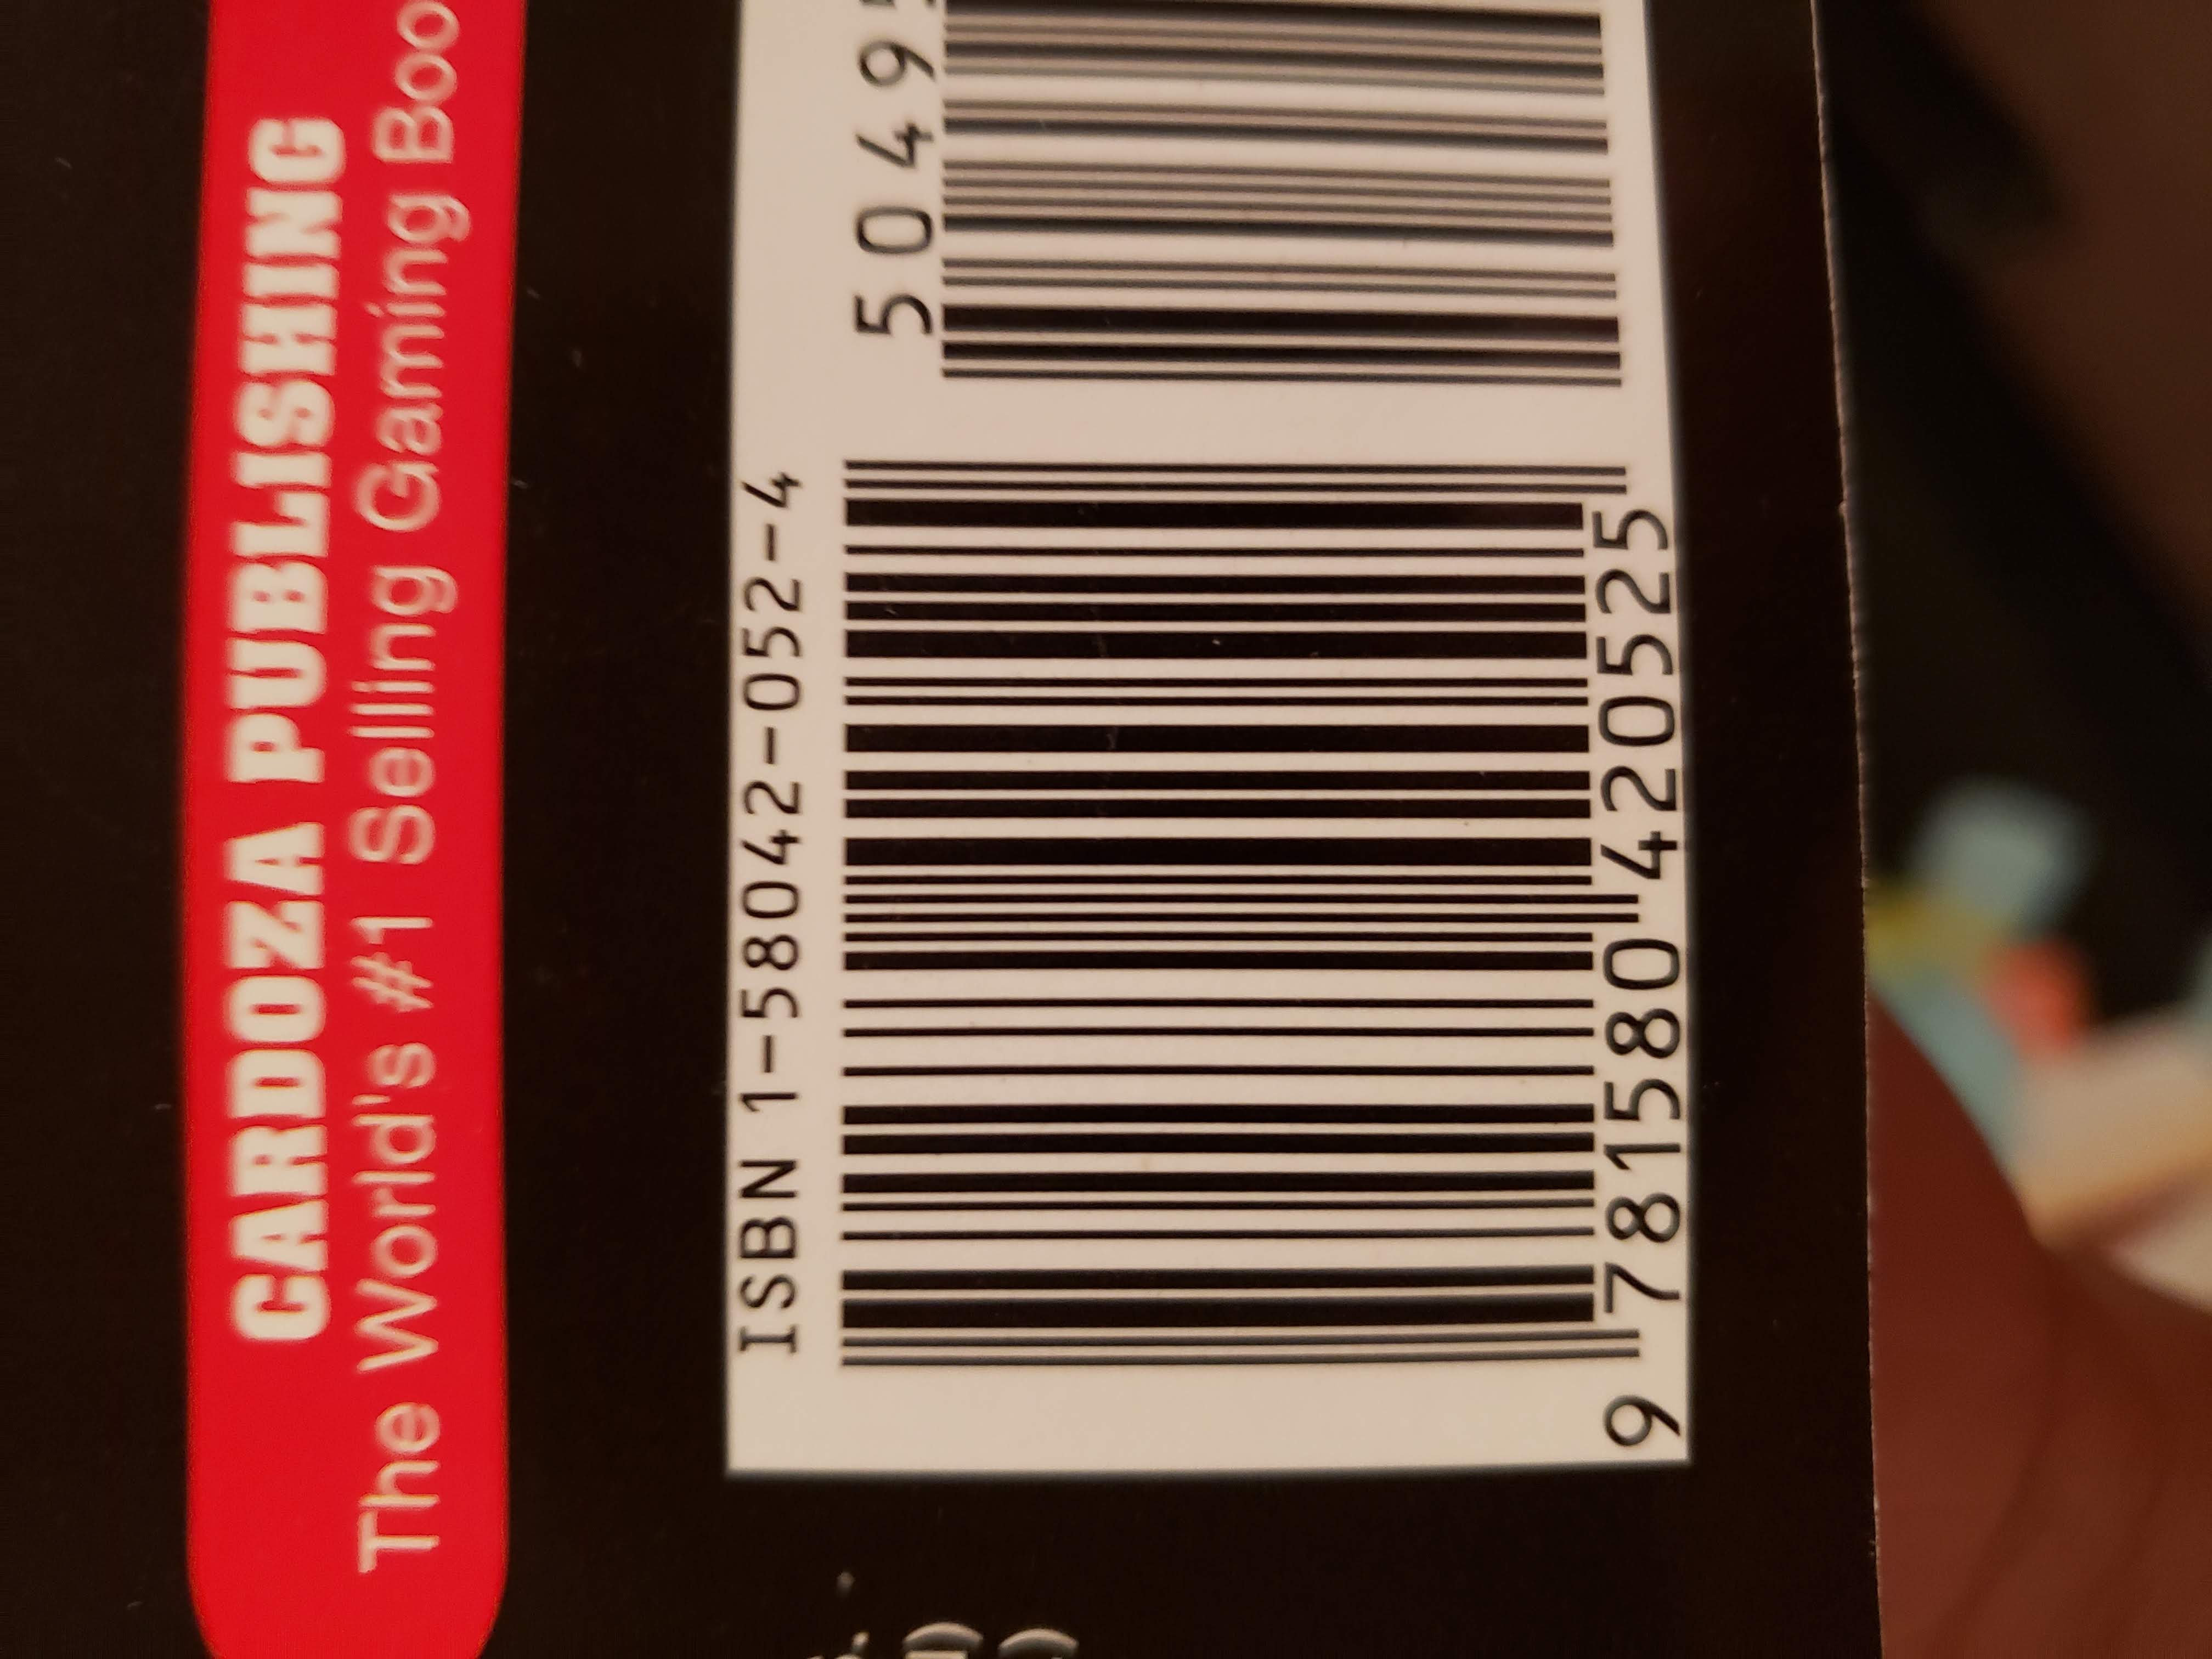 CARDOZA PUBLISHING
The World's #1 Selling Gaming Boo
ISBN 1-58042-052-4
5049
9 781580 420525